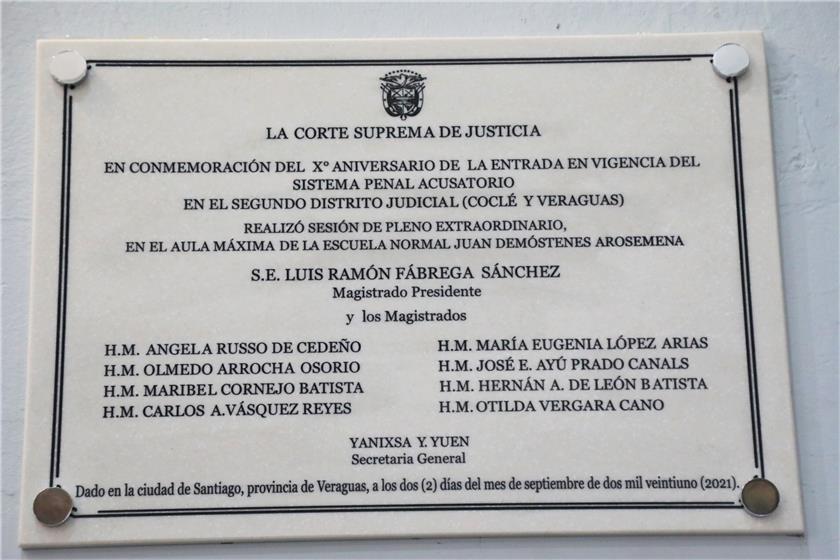 LA CORTE SUPREMA DE JUSTICIA
EN CONMEMORACIÓN DEL Xº ANIVERSARIO DE LA ENTRADA EN VIGENCIA DEL
SISTEMA PENAL ACUSATORIO
EN EL SEGUNDO DISTRITO JUDICIAL (COCLÉ Y VERAGUAS)
REALIZÓ SESIÓN DE PLENO EXTRAORDINARIO,
EN EL AULA MÁXIMA DE LA ESCUELA NORMAL JUAN DEMÓSTENES AROSEMENA
S.E. LUIS RAMÓN FÁBREGA SÁNCHEZ
Magistrado Presidente
y los Magistrados
H.M. ANGELA RUSSO DE CEDEÑO
H.M. OLMEDO ARROCHA OSORIO
H.M. MARIBEL CORNEJO BATISTA
H.M. CARLOS A.VÁSQUEZ REYES
H.M. MARÍA EUGENIA LÓPEZ ARIAS
H.M. JOSÉ E. AYÚ PRADO CANALS
H.M. HERNÁN A. DE LEÓN BATISTA
H.M. OTILDA VERGARA CANO
YANIXSA Y. YUEN
Secretaria General
Dado en la ciudad de Santiago, provincia de Veraguas, a los dos (2) días del mes de septiembre de dos mil veintiuno (2021).